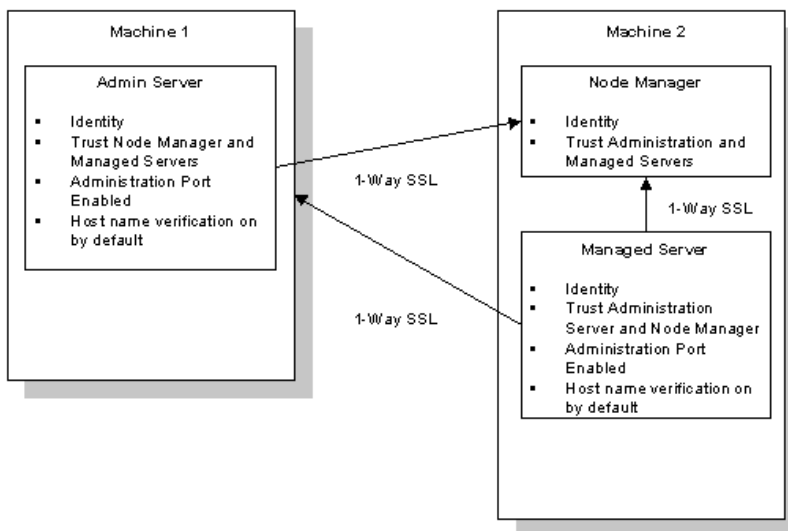 Machine 1
Admin Server
▪ Identity
▪ Trust Node Manager and
Managed Servers
▪ Administration Port
Enabled
▪ Host name verification on
by default
1-Way SSL
1-Way SSL
Machine 2
Node Manager
▪ Identity
▪ Trust Administration and
Managed Servers
1-Way SSL
Managed Server
▪ Identity
▪ Trust Administration
Server and Node Manager
▪ Administration Port
Enabled
▪ Host name verification on
by default